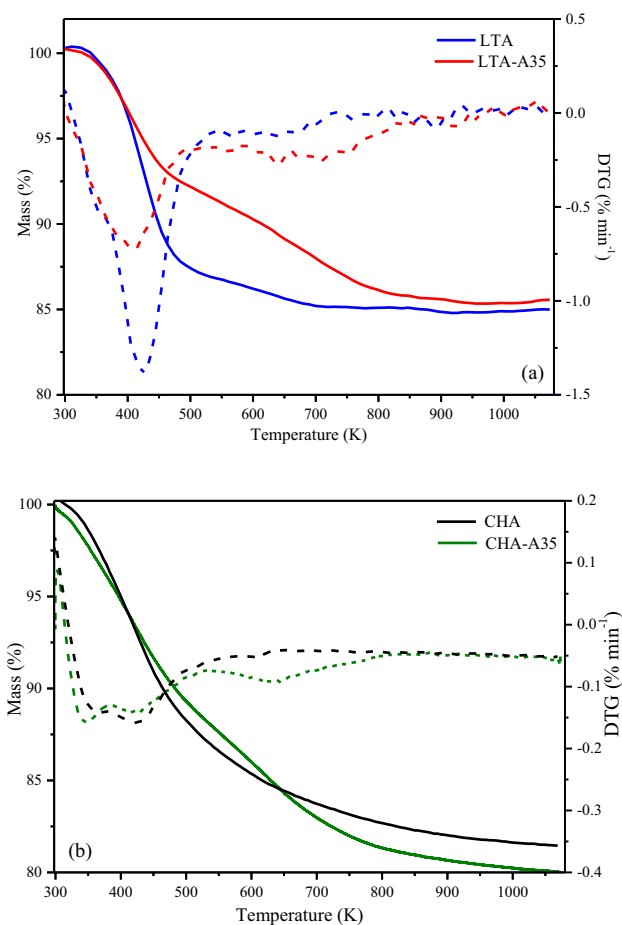 0.5
LTA
LTA-A35
100
0.0
95
Mass (%)
DTG (% min⁻¹)
-0.5
90
-1.0
85
(a)
80
-1.5
300 400 500 600 700 800 900 1000
Temperature (K)
100
0.2
CHA
CHA-A35
0.1
95
0.0
Mass (%)
DTG (% min⁻¹)
90
-0.1
-0.2
85
-0.3
(b)
80
-0.4
300 400 500 600 700 800 900 1000
Temperature (K)